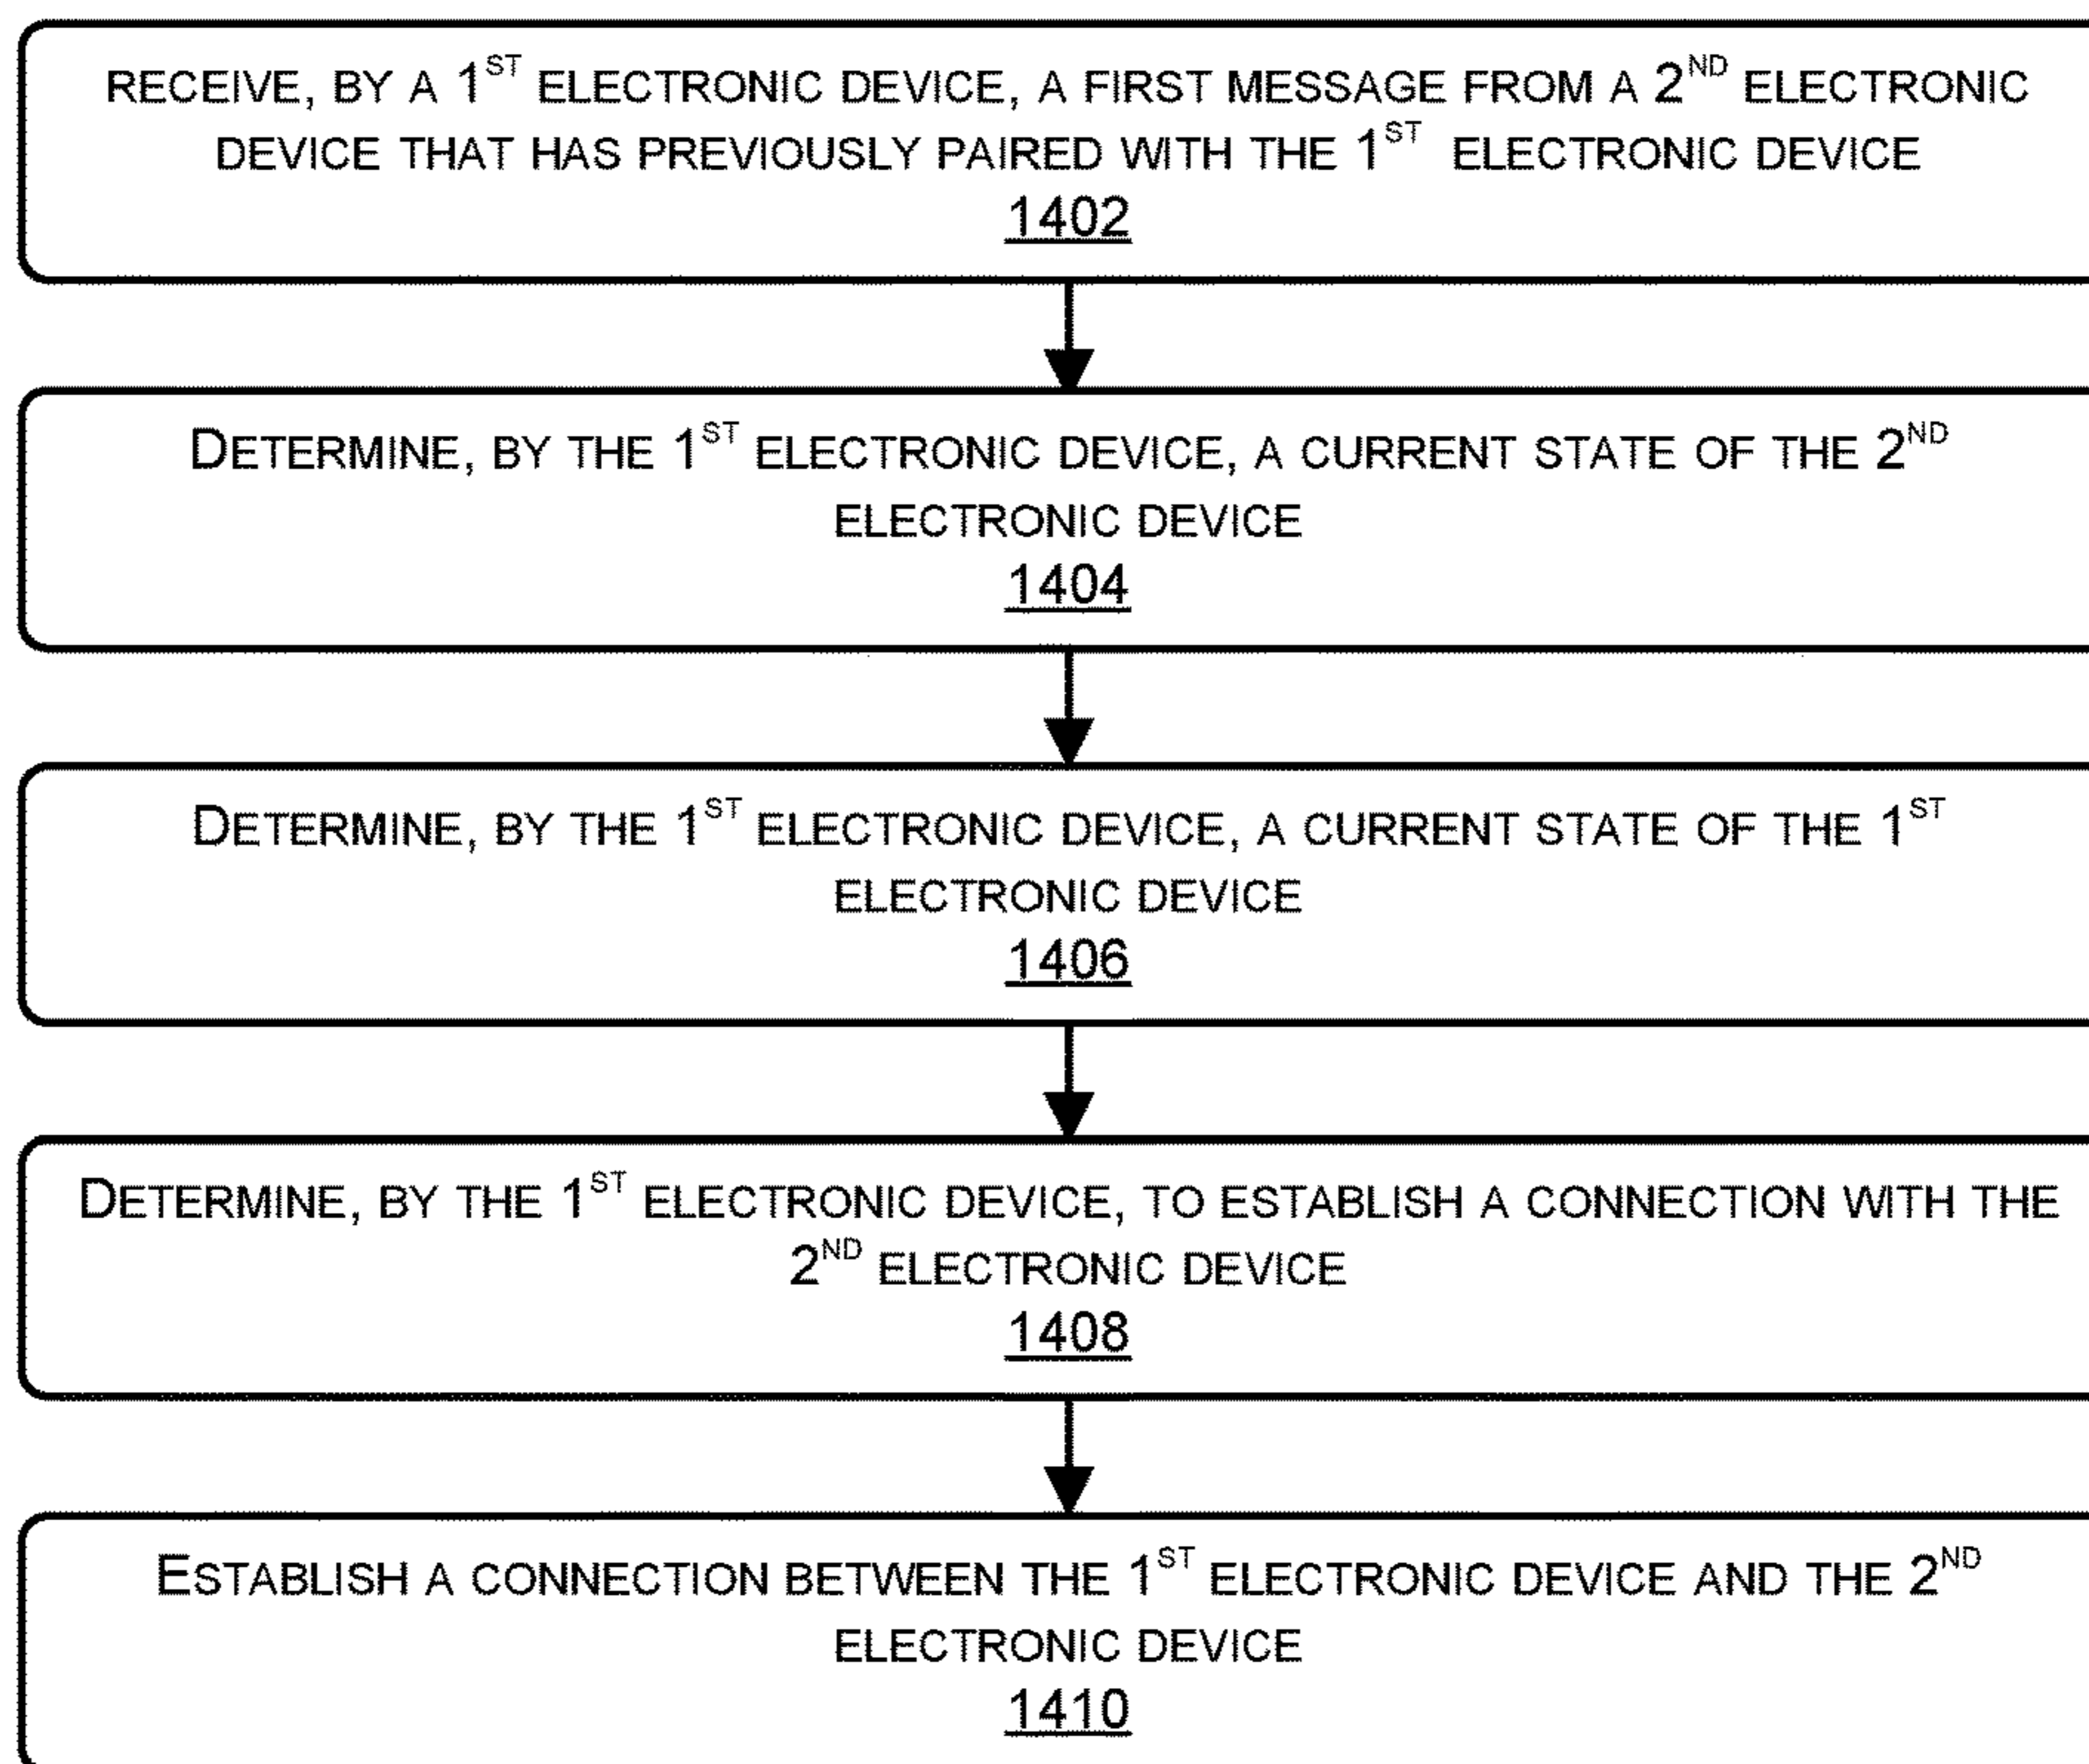 RECEIVE, BY A 1ST ELECTRONIC DEVICE, A FIRST MESSAGE FROM A 2ND ELECTRONIC
DEVICE THAT HAS PREVIOUSLY PAIRED WITH THE 1ST ELECTRONIC DEVICE
1402
DETERMINE, BY THE 1ST ELECTRONIC DEVICE, A CURRENT STATE OF THE 2ND
ELECTRONIC DEVICE
1404
DETERMINE, BY THE 1ST ELECTRONIC DEVICE, A CURRENT STATE OF THE 1ST
ELECTRONIC DEVICE
1406
DETERMINE, BY THE 1ST ELECTRONIC DEVICE, TO ESTABLISH A CONNECTION WITH THE
2ND ELECTRONIC DEVICE
1408
ESTABLISH A CONNECTION BETWEEN THE 1ST ELECTRONIC DEVICE AND THE 2ND
ELECTRONIC DEVICE
1410